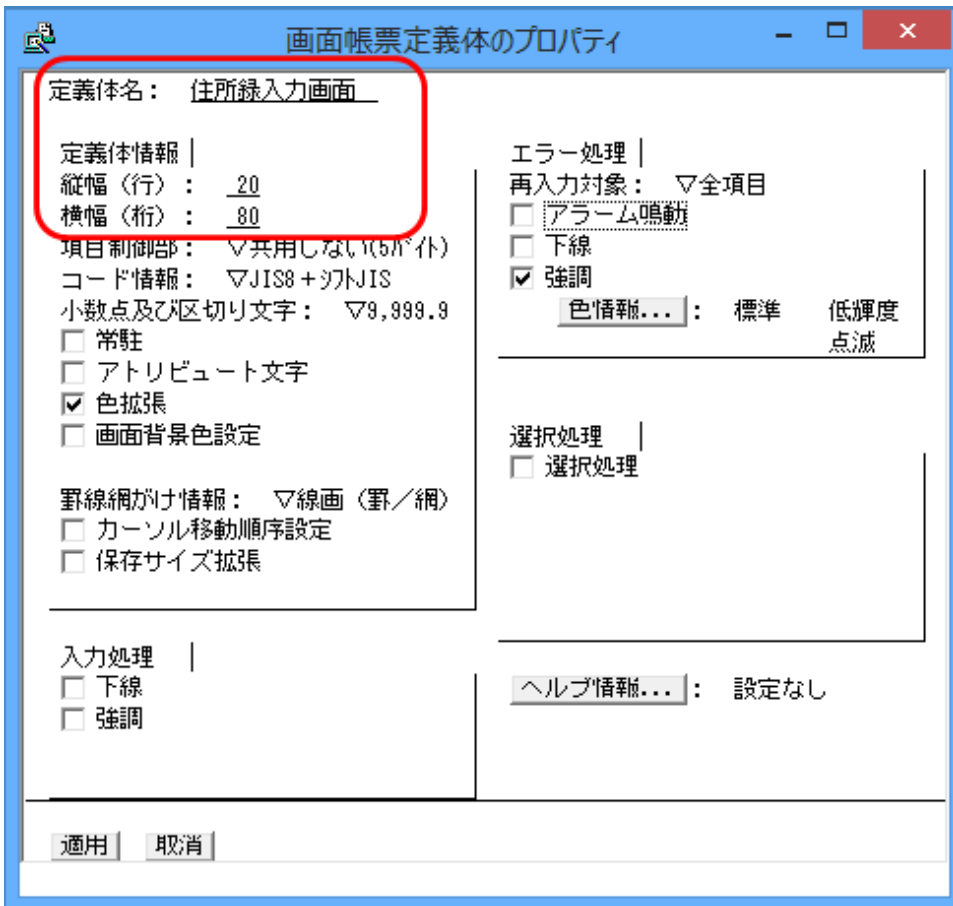 画面帳票定義体のプロパティ
定義体名： 住所録入力画面
定義体情報
縦幅（行）： 20
横幅（桁）： 80
項目制御部： ▽共用しない(5ﾊﾞｲﾄ)
コード情報： ▽JIS8+ｼﾌﾄJIS
小数点及び区切り文字： ▽9,999.9
常駐
アトリビュート文字
色拡張
画面背景色設定
罫線網がけ情報： ▽線画（罫／網）
カーソル移動順序設定
保存サイズ拡張
入力処理
下線
強調
エラー処理
再入力対象： ▽全項目
アラーム鳴動
下線
強調
色情報...： 標準 低輝度
点滅
選択処理
選択処理
ヘルプ情報...： 設定なし
適用 取消